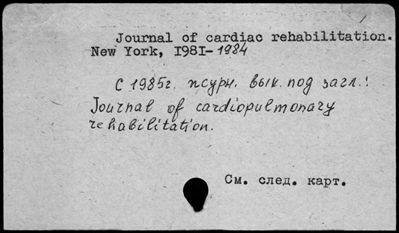 Journal of cardiac rehabilitation.
New York, 1981-1984
С 1985г. журн. вых. под загл.:
Journal of cardiopulmonary
rehabilitation.
См. след. карт.